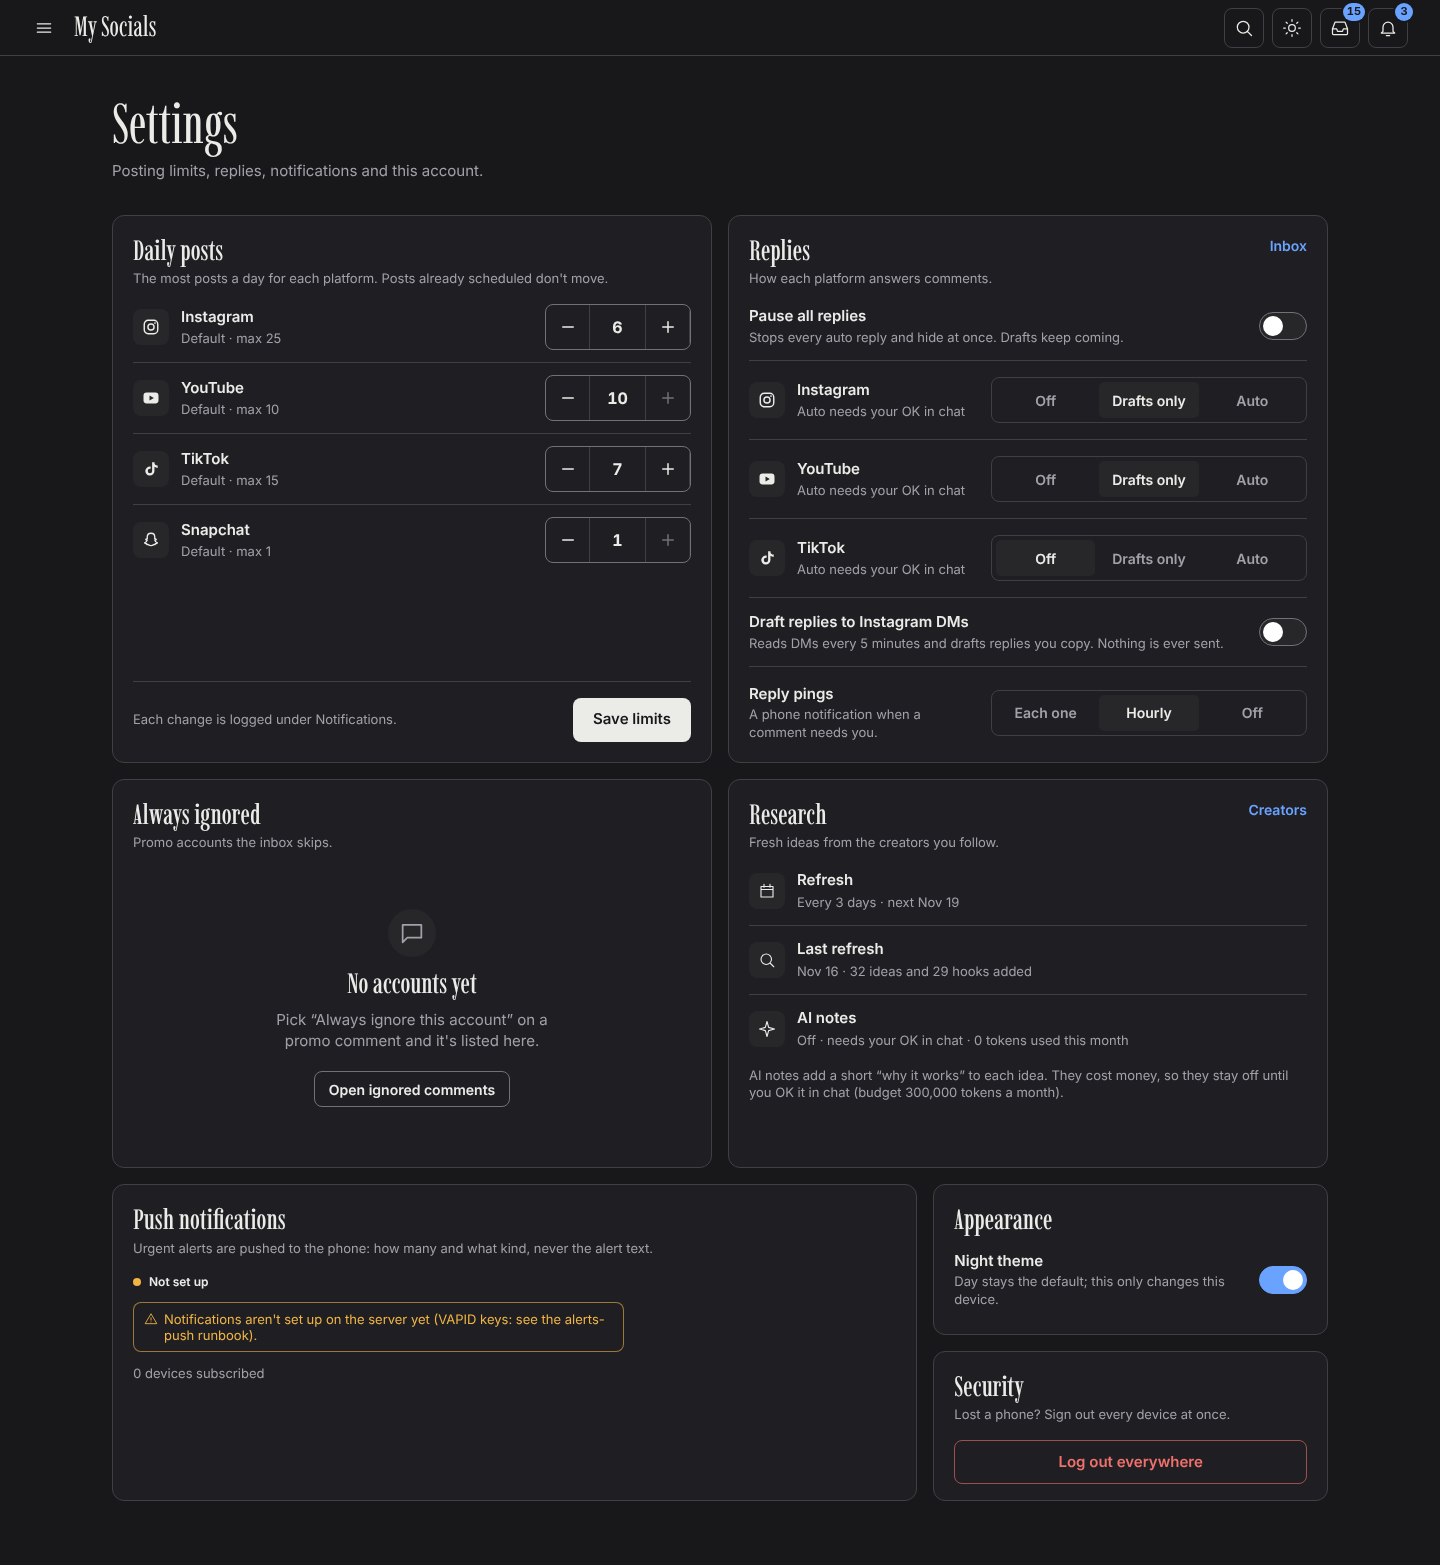 My Socials
15
3
Settings
Posting limits, replies, notifications and this account.
Daily posts
The most posts a day for each platform. Posts already scheduled don't move.
Instagram
Default · max 25
6
YouTube
Default · max 10
10
TikTok
Default · max 15
7
Snapchat
Default · max 1
1
Each change is logged under Notifications.
Save limits
Replies
Inbox
How each platform answers comments.
Pause all replies
Stops every auto reply and hide at once. Drafts keep coming.
Instagram
Auto needs your OK in chat
Off
Drafts only
Auto
YouTube
Auto needs your OK in chat
Off
Drafts only
Auto
TikTok
Auto needs your OK in chat
Off
Drafts only
Auto
Draft replies to Instagram DMs
Reads DMs every 5 minutes and drafts replies you copy. Nothing is ever sent.
Reply pings
A phone notification when a
comment needs you.
Each one
Hourly
Off
Always ignored
Promo accounts the inbox skips.
No accounts yet
Pick “Always ignore this account” on a
promo comment and it's listed here.
Open ignored comments
Research
Creators
Fresh ideas from the creators you follow.
Refresh
Every 3 days · next Nov 19
Last refresh
Nov 16 · 32 ideas and 29 hooks added
AI notes
Off · needs your OK in chat · 0 tokens used this month
AI notes add a short “why it works” to each idea. They cost money, so they stay off until
you OK it in chat (budget 300,000 tokens a month).
Push notifications
Urgent alerts are pushed to the phone: how many and what kind, never the alert text.
Not set up
Notifications aren't set up on the server yet (VAPID keys: see the alerts-
push runbook).
0 devices subscribed
Appearance
Night theme
Day stays the default; this only changes this
device.
Security
Lost a phone? Sign out every device at once.
Log out everywhere